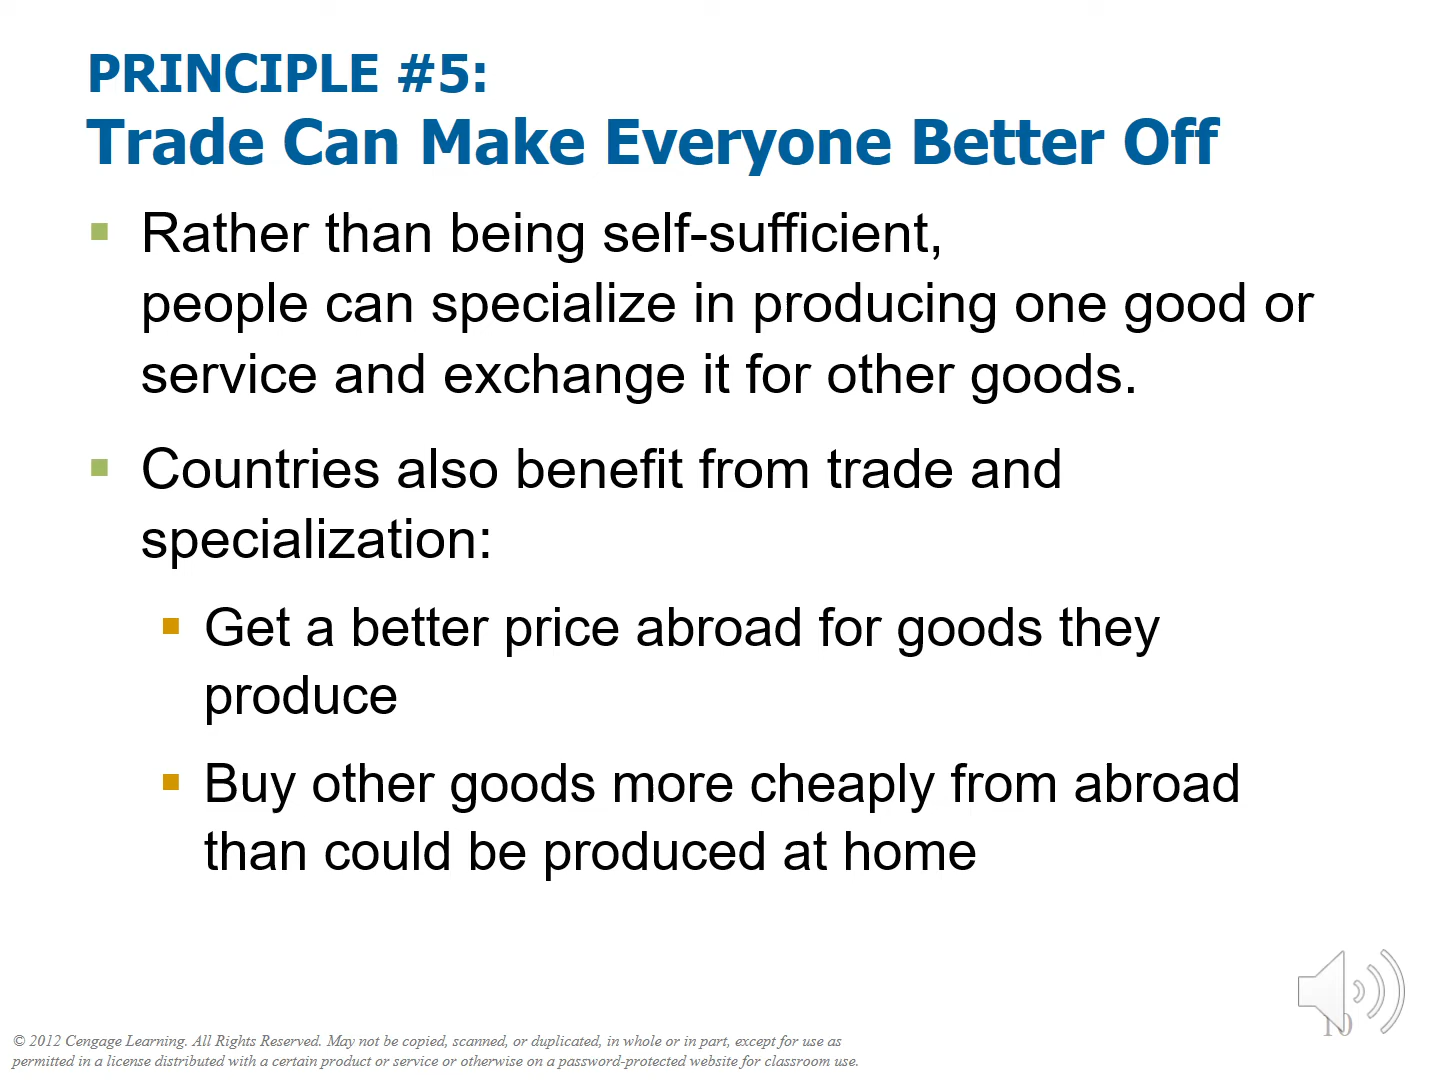 PRINCIPLE #5:
Trade Can Make Everyone Better Off
Rather than being self-sufficient,
people can specialize in producing one good or
service and exchange it for other goods.
Countries also benefit from trade and
specialization:
Get a better price abroad for goods they
produce
Buy other goods more cheaply from abroad
than could be produced at home
10
© 2012 Cengage Learning. All Rights Reserved. May not be copied, scanned, or duplicated, in whole or in part, except for use as
permitted in a license distributed with a certain product or service or otherwise on a password-protected website for classroom use.